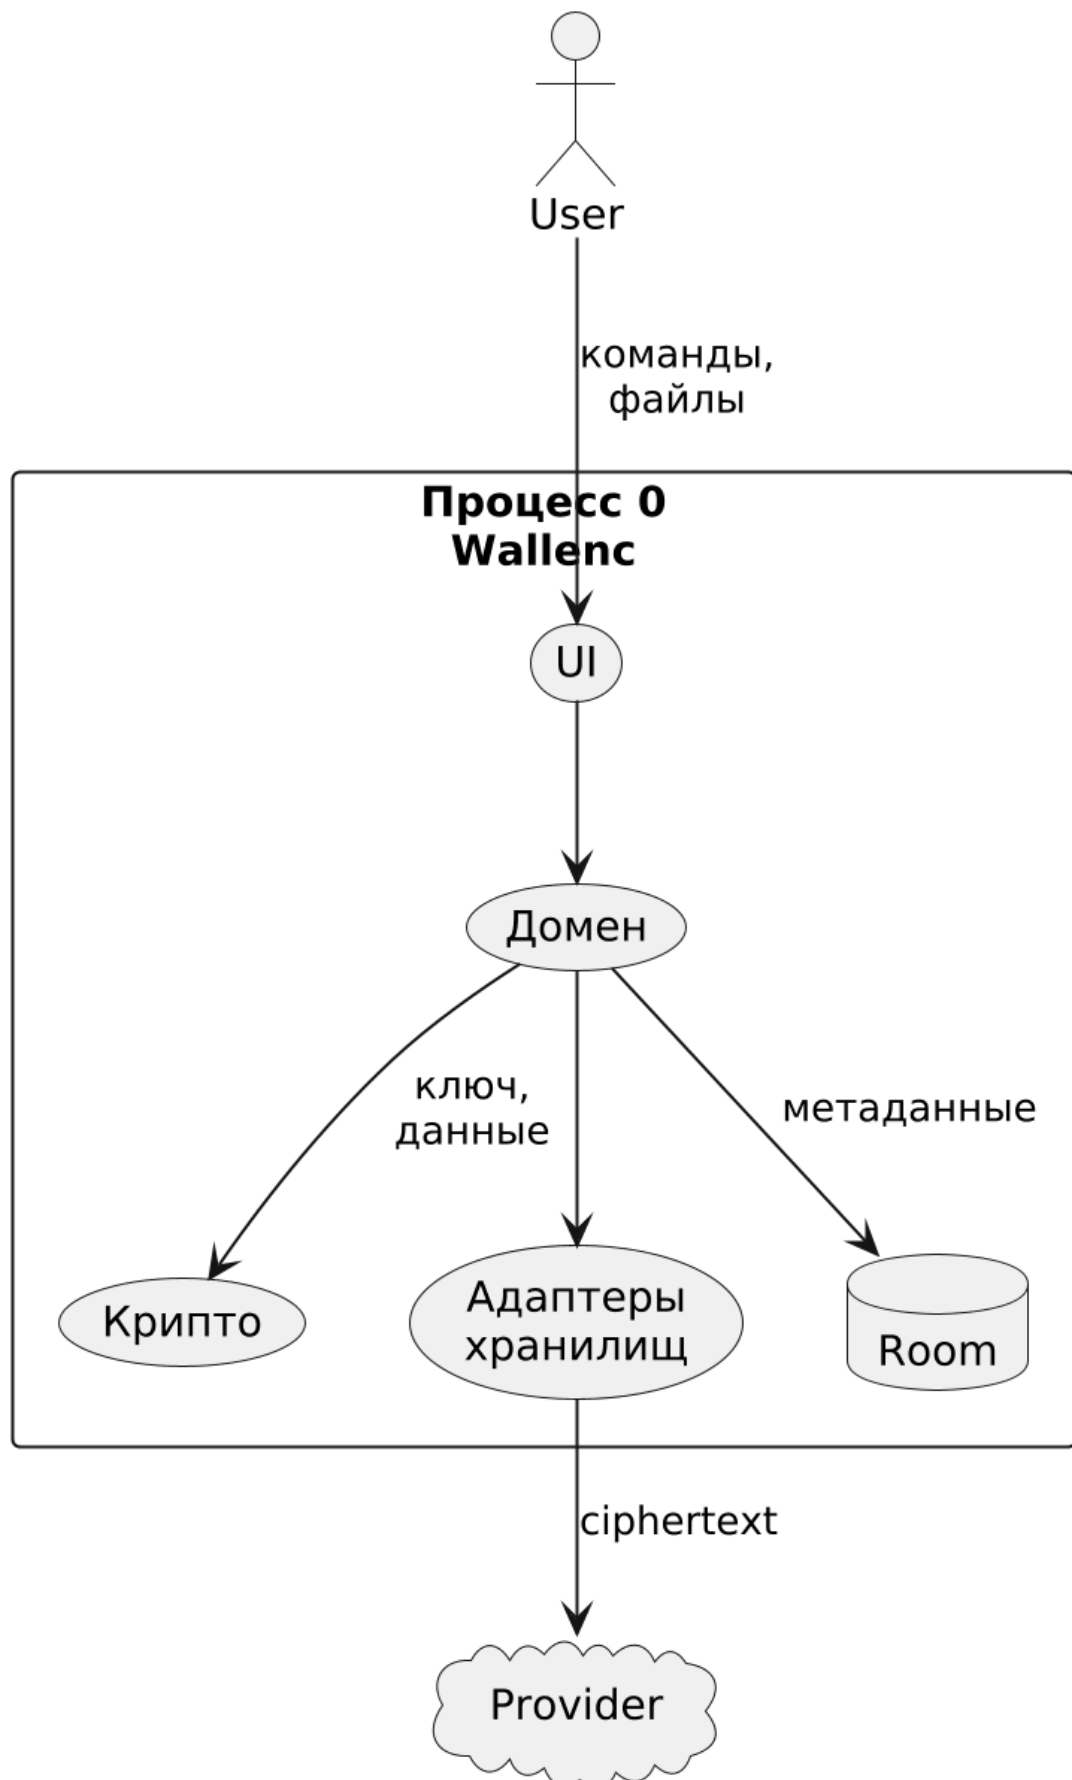 User
команды,
файлы
Процесс 0
Wallenc
UI
Домен
ключ,
данные
метаданные
Крипто
Адаптеры
хранилищ
Room
ciphertext
Provider